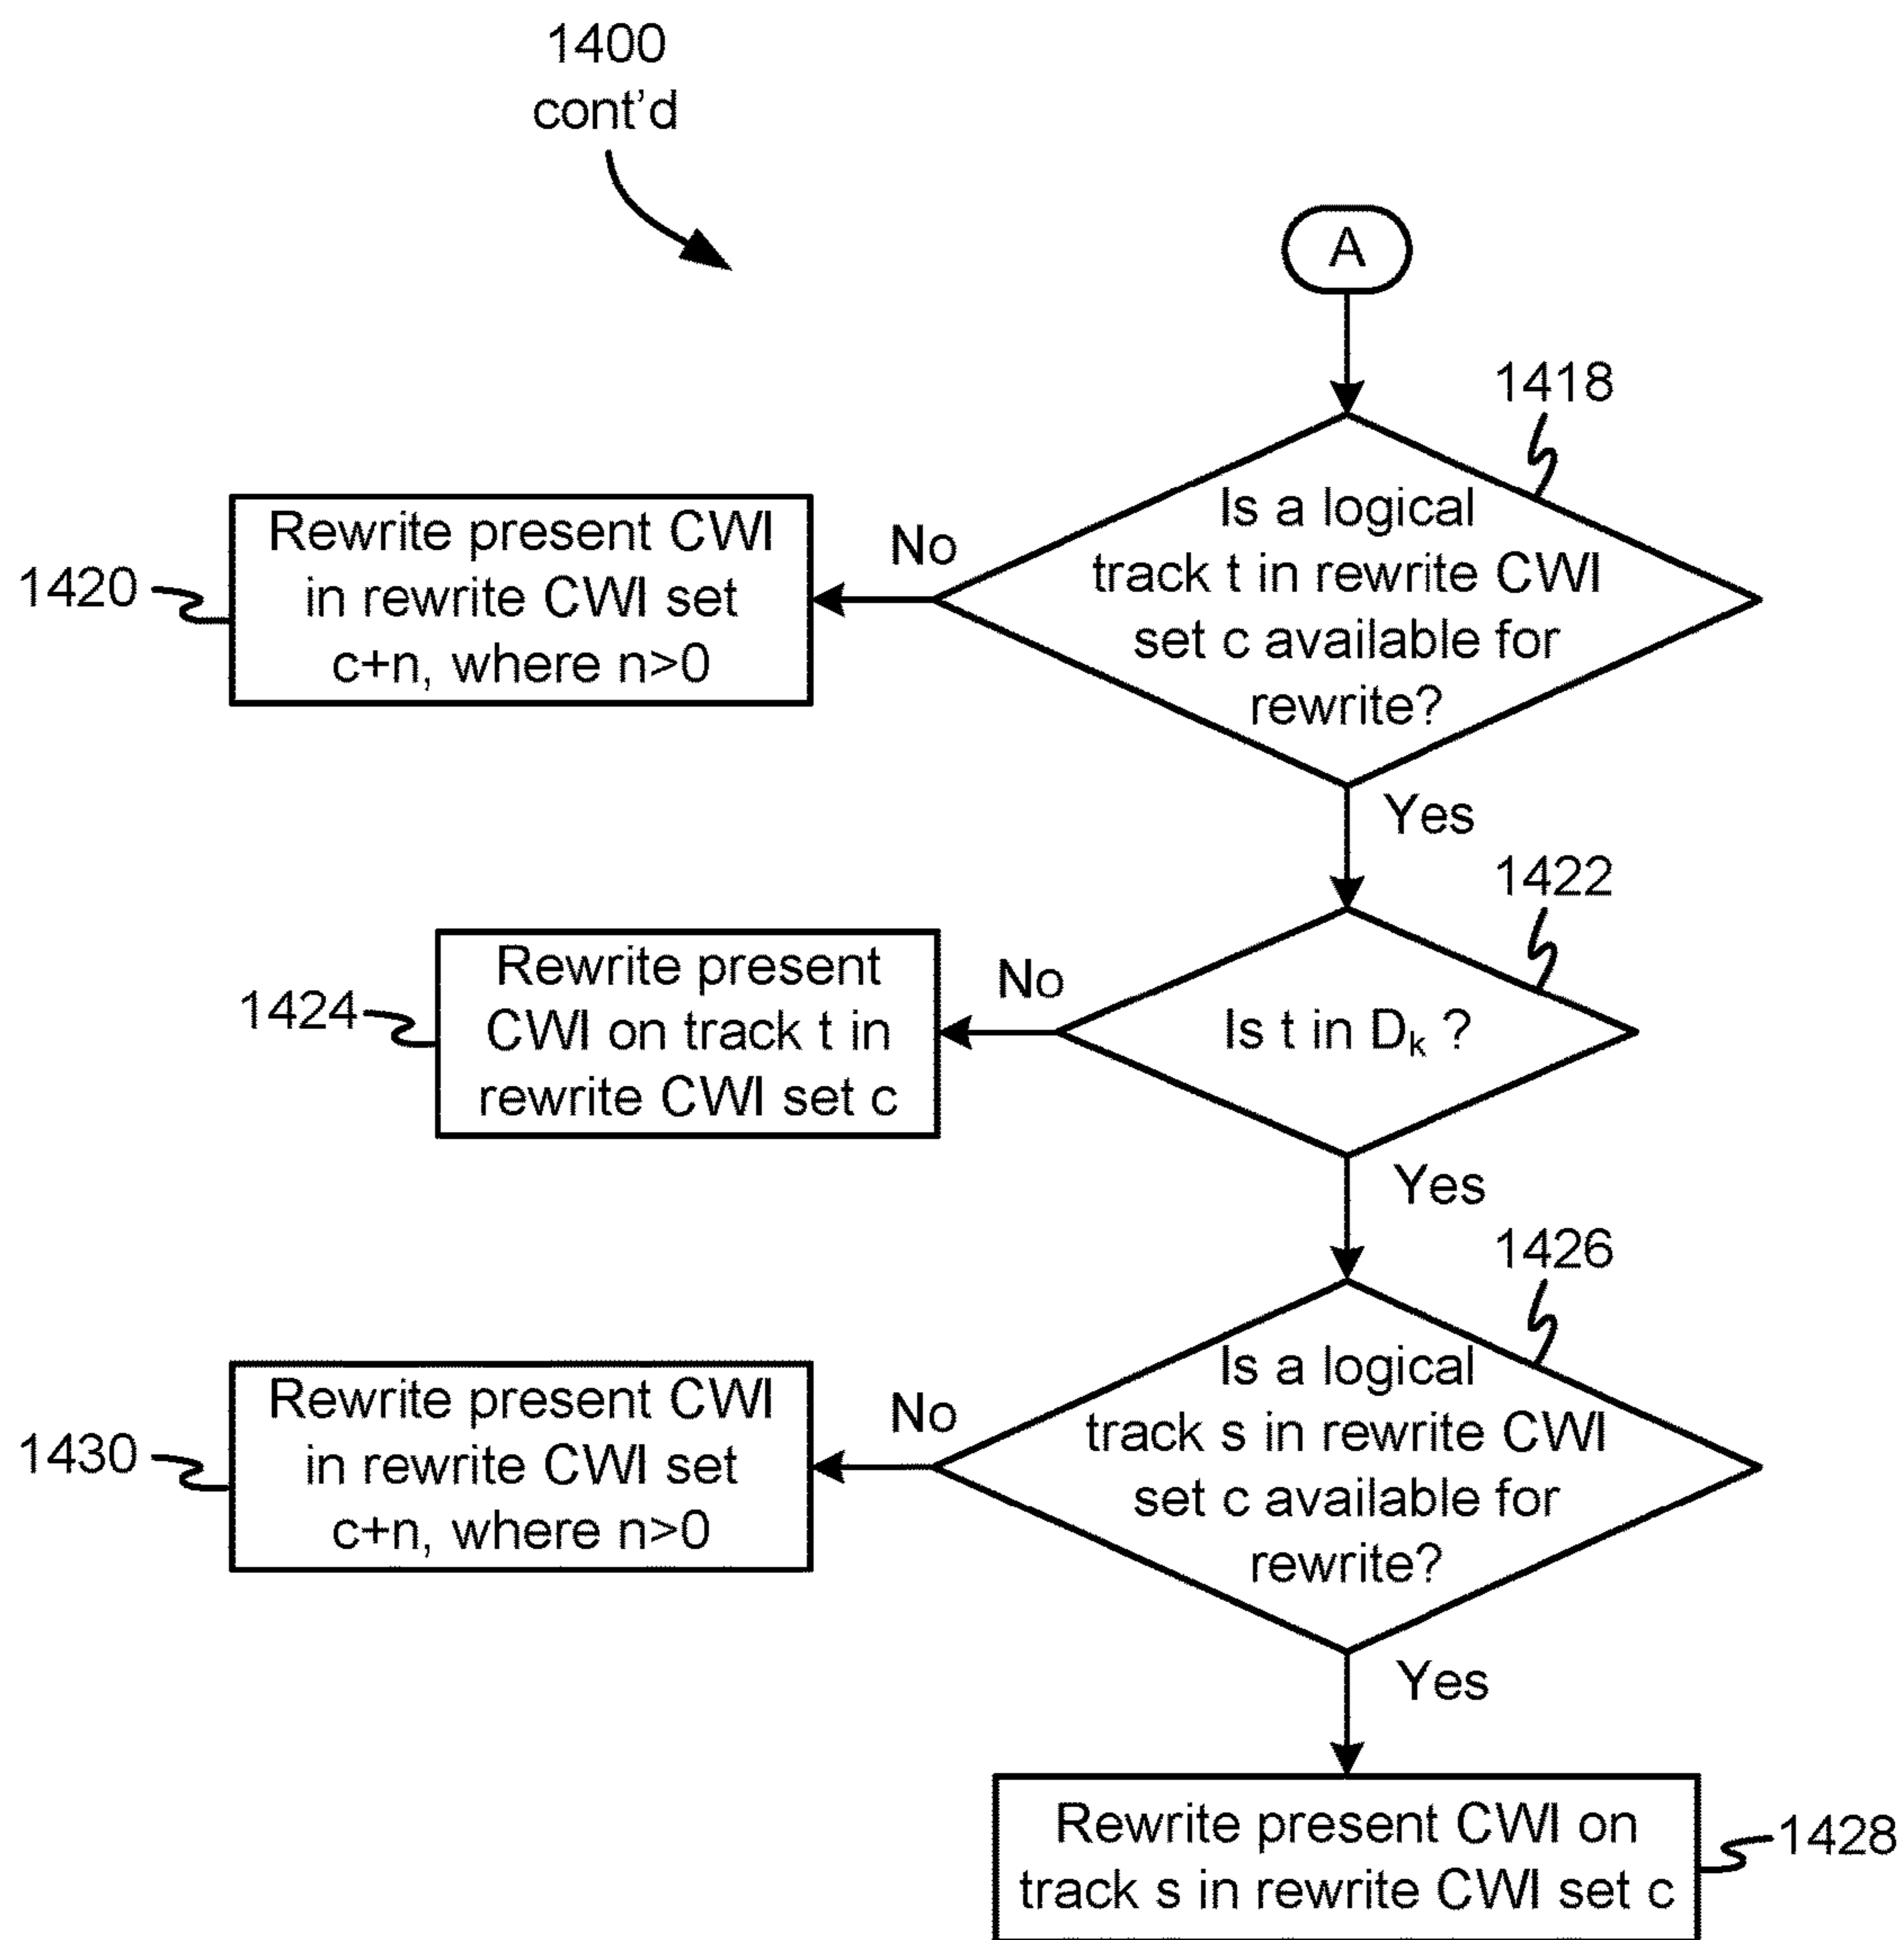 1400
cont'd
A
1418
Is a logical
track t in rewrite CWI
set c available for
rewrite?
No
Rewrite present CWI
in rewrite CWI set
c+n, where n>0
1420
Yes
1422
Is t in Dk ?
No
Rewrite present
CWI on track t in
rewrite CWI set c
1424
Yes
1426
Is a logical
track s in rewrite CWI
set c available for
rewrite?
No
Rewrite present CWI
in rewrite CWI set
c+n, where n>0
1430
Yes
Rewrite present CWI on
track s in rewrite CWI set c
1428